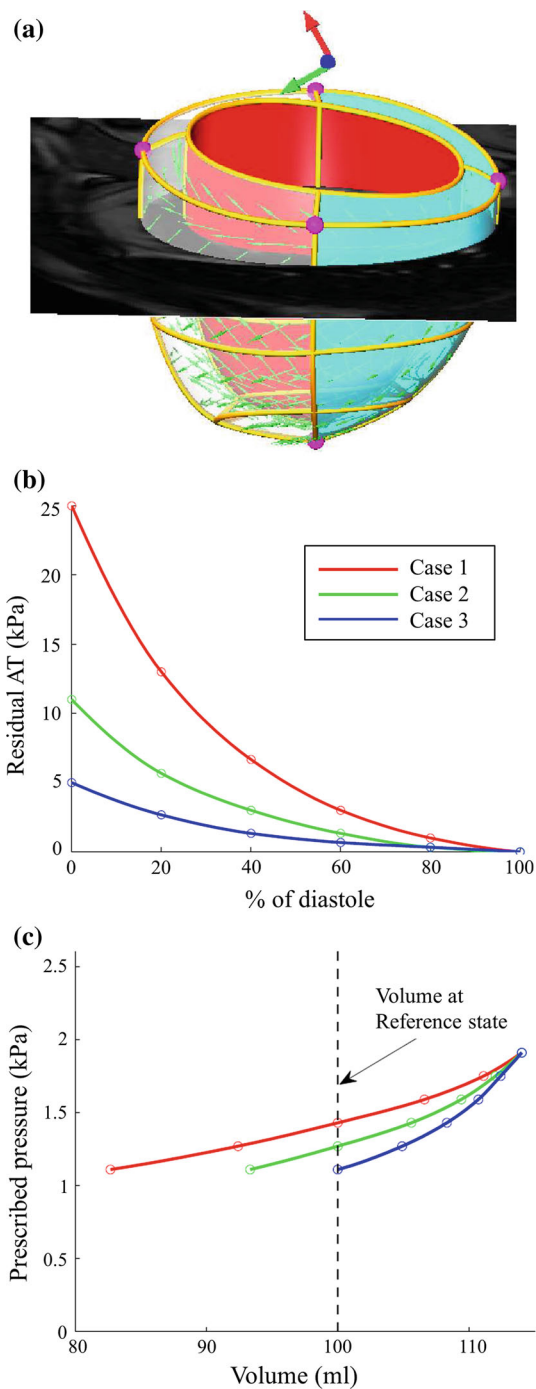 (a)
(b)
Residual AT (kPa)
25
20
15
10
5
0
Case 1
Case 2
Case 3
0 20 40 60 80 100
% of diastole
(c)
Prescribed pressure (kPa)
2.5
2
1.5
1
0.5
0
Volume at
Reference state
80 90 100 110
Volume (ml)